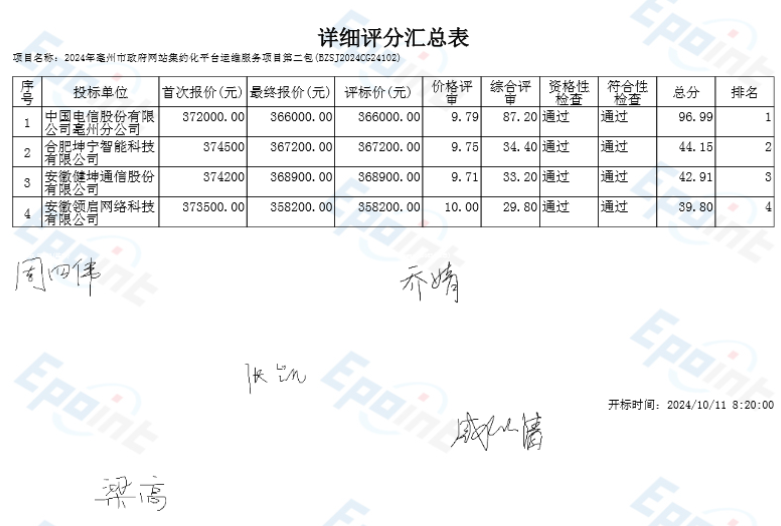 详细评分汇总表
项目名称：2024年亳州市政府网站集约化平台运维服务项目第二包(BZSJ2024CG24102)
序号 投标单位 首次报价(元) 最终报价(元) 评标价(元) 价格评审 综合评审 资格性检查 符合性检查 总分 排名
1 中国电信股份有限公司亳州分公司 372000.00 366000.00 366000.00 9.79 87.20 通过 通过 96.99 1
2 合肥坤宁智能科技有限公司 374500 367200.00 367200.00 9.75 34.40 通过 通过 44.15 2
3 安徽健坤通信股份有限公司 374200 368900.00 368900.00 9.71 33.20 通过 通过 42.91 3
4 安徽领启网络科技有限公司 373500.00 358200.00 358200.00 10.00 29.80 通过 通过 39.80 4
周四伟 乔婧
张凯
开标时间：2024/10/11 8:20:00
梁高
Epoint